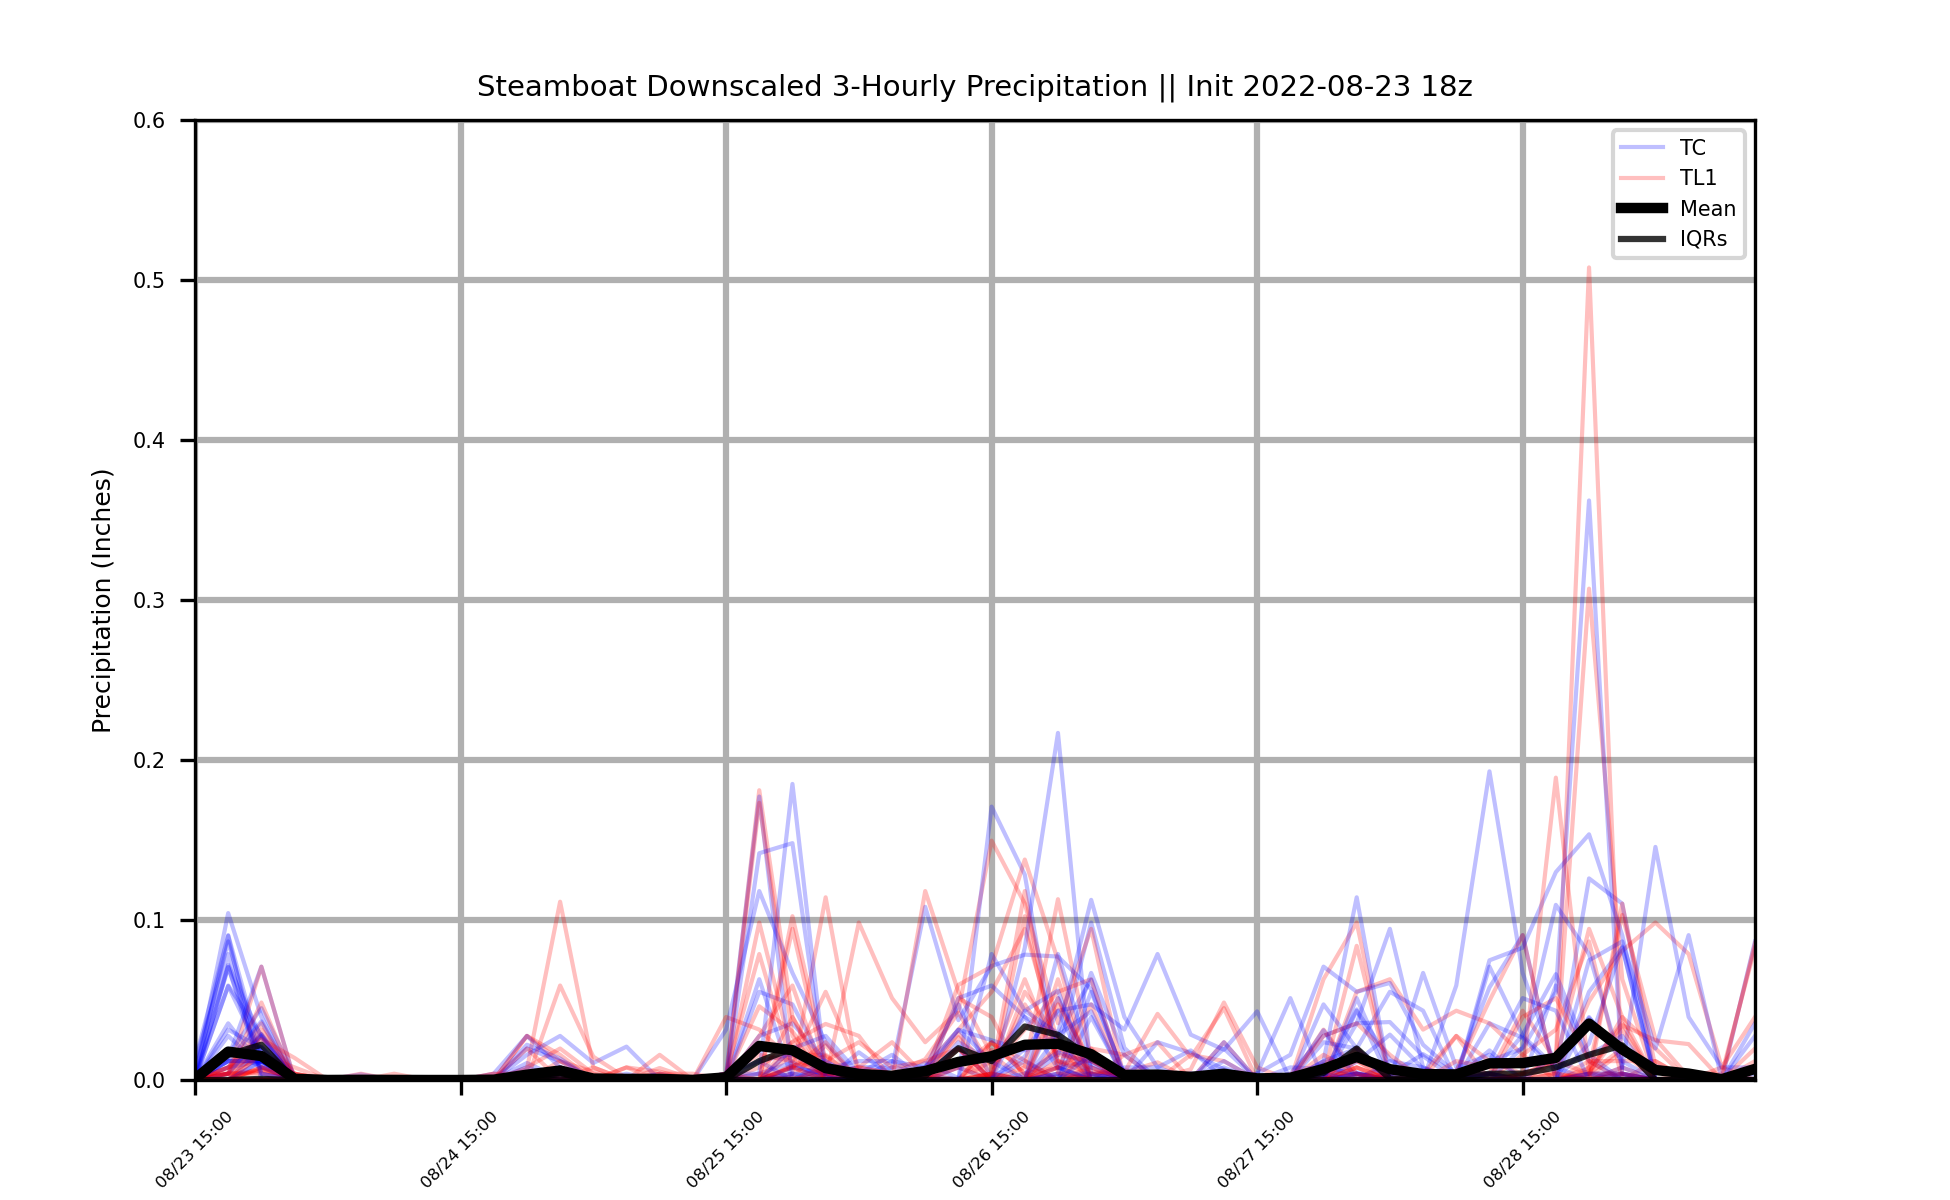 Steamboat Downscaled 3-Hourly Precipitation || Init 2022-08-23 18z
TC
TL1
Mean
IQRs
Precipitation (Inches)
0.6
0.5
0.4
0.3
0.2
0.1
0.0
08/23 15:00
08/24 15:00
08/25 15:00
08/26 15:00
08/27 15:00
08/28 15:00